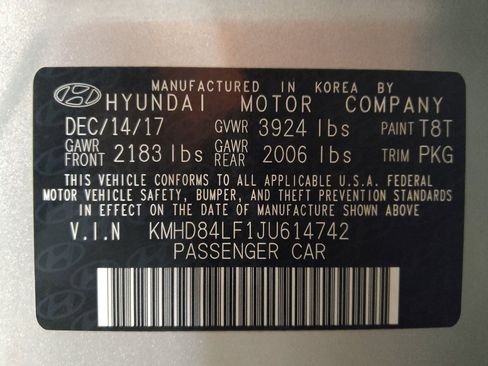 MANUFACTURED IN KOREA BY
HYUNDAI MOTOR COMPANY
DEC/14/17 GVWR 3924 lbs PAINT T8T
GAWR FRONT 2183 lbs GAWR REAR 2006 lbs TRIM PKG
THIS VEHICLE CONFORMS TO ALL APPLICABLE U.S.A. FEDERAL
MOTOR VEHICLE SAFETY, BUMPER, AND THEFT PREVENTION STANDARDS
IN EFFECT ON THE DATE OF MANUFACTURE SHOWN ABOVE
V.I.N KMHD84LF1JU614742
PASSENGER CAR